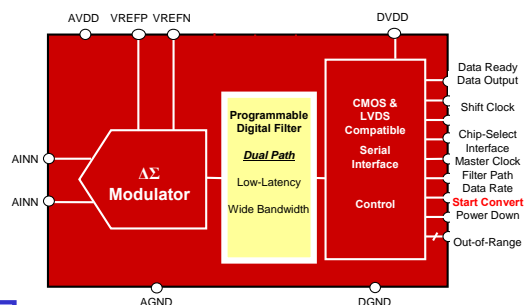 AVDD
VREFP VREFN
DVDD
AINN
AINN
ΔΣ
Modulator
Programmable
Digital Filter
Dual Path
Low-Latency
Wide Bandwidth
CMOS &
LVDS
Compatible
Serial
Interface
Control
Data Ready
Data Output
Shift Clock
Chip-Select
Interface
Master Clock
Filter Path
Data Rate
Start Convert
Power Down
Out-of-Range
AGND
DGND